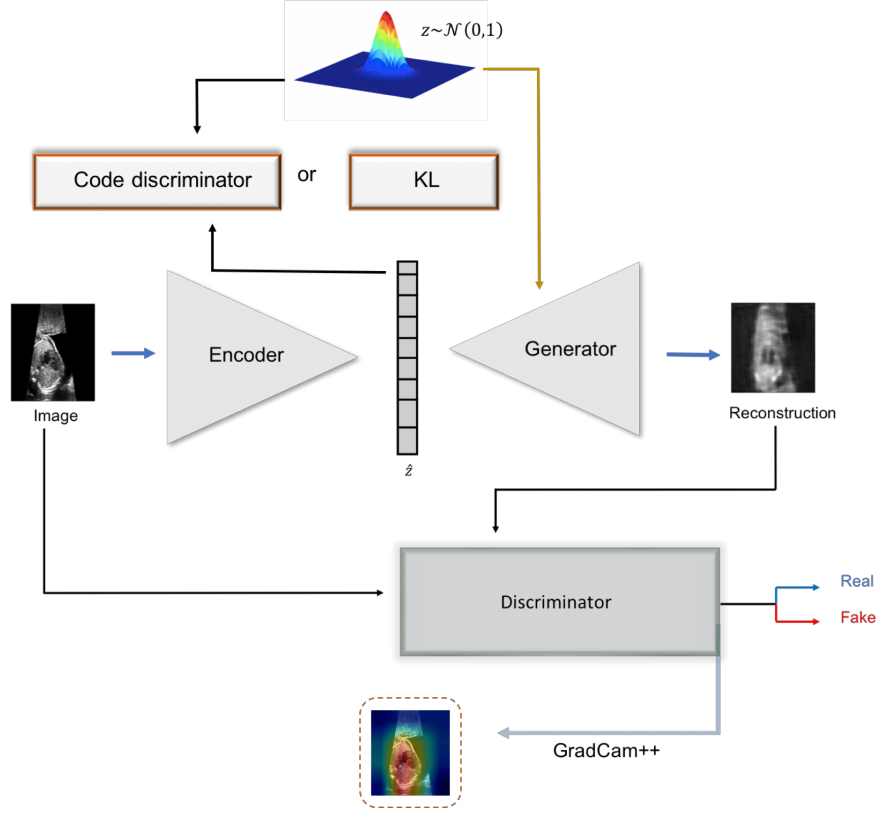 z~𝒩(0,1)
Code discriminator
or
KL
Encoder
Generator
Image
Reconstruction
ẑ
Discriminator
Real
Fake
GradCam++